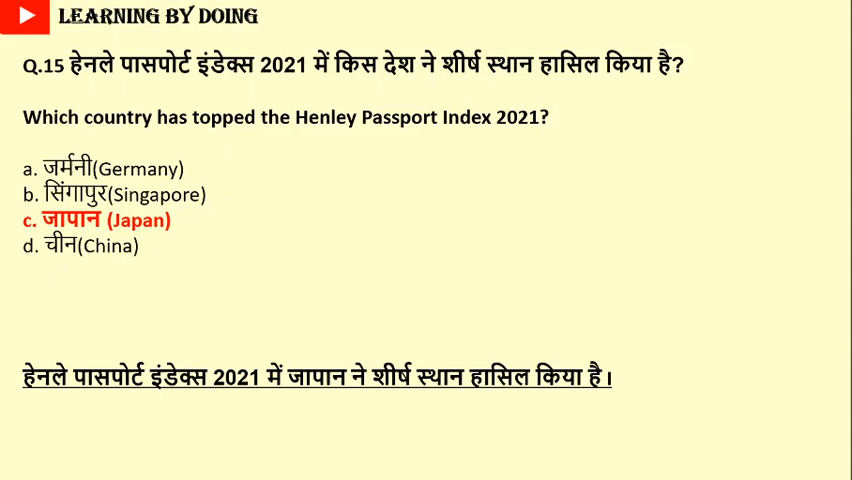 LEARNING BY DOING
Q.15 हेनले पासपोर्ट इंडेक्स 2021 में किस देश ने शीर्ष स्थान हासिल किया है?
Which country has topped the Henley Passport Index 2021?
a. जर्मनी(Germany)
b. सिंगापुर(Singapore)
c. जापान (Japan)
d. चीन(China)
हेनले पासपोर्ट इंडेक्स 2021 में जापान ने शीर्ष स्थान हासिल किया है।